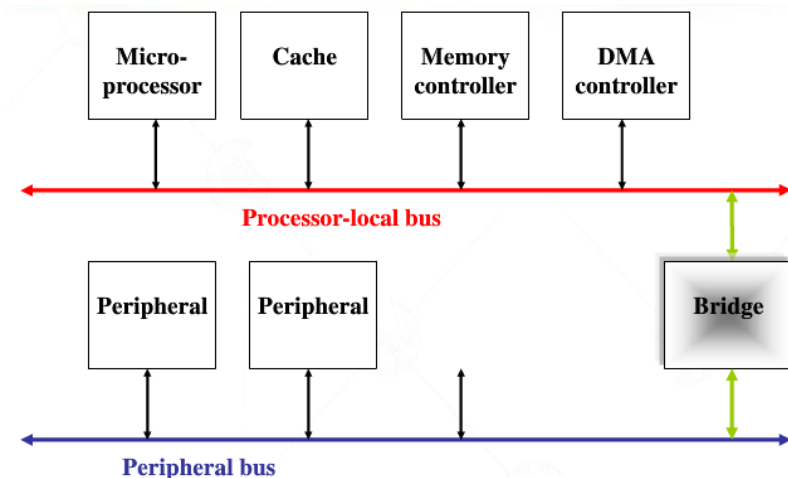 Micro-
processor
Cache
Memory
controller
DMA
controller
Processor-local bus
Peripheral
Peripheral
Bridge
Peripheral bus